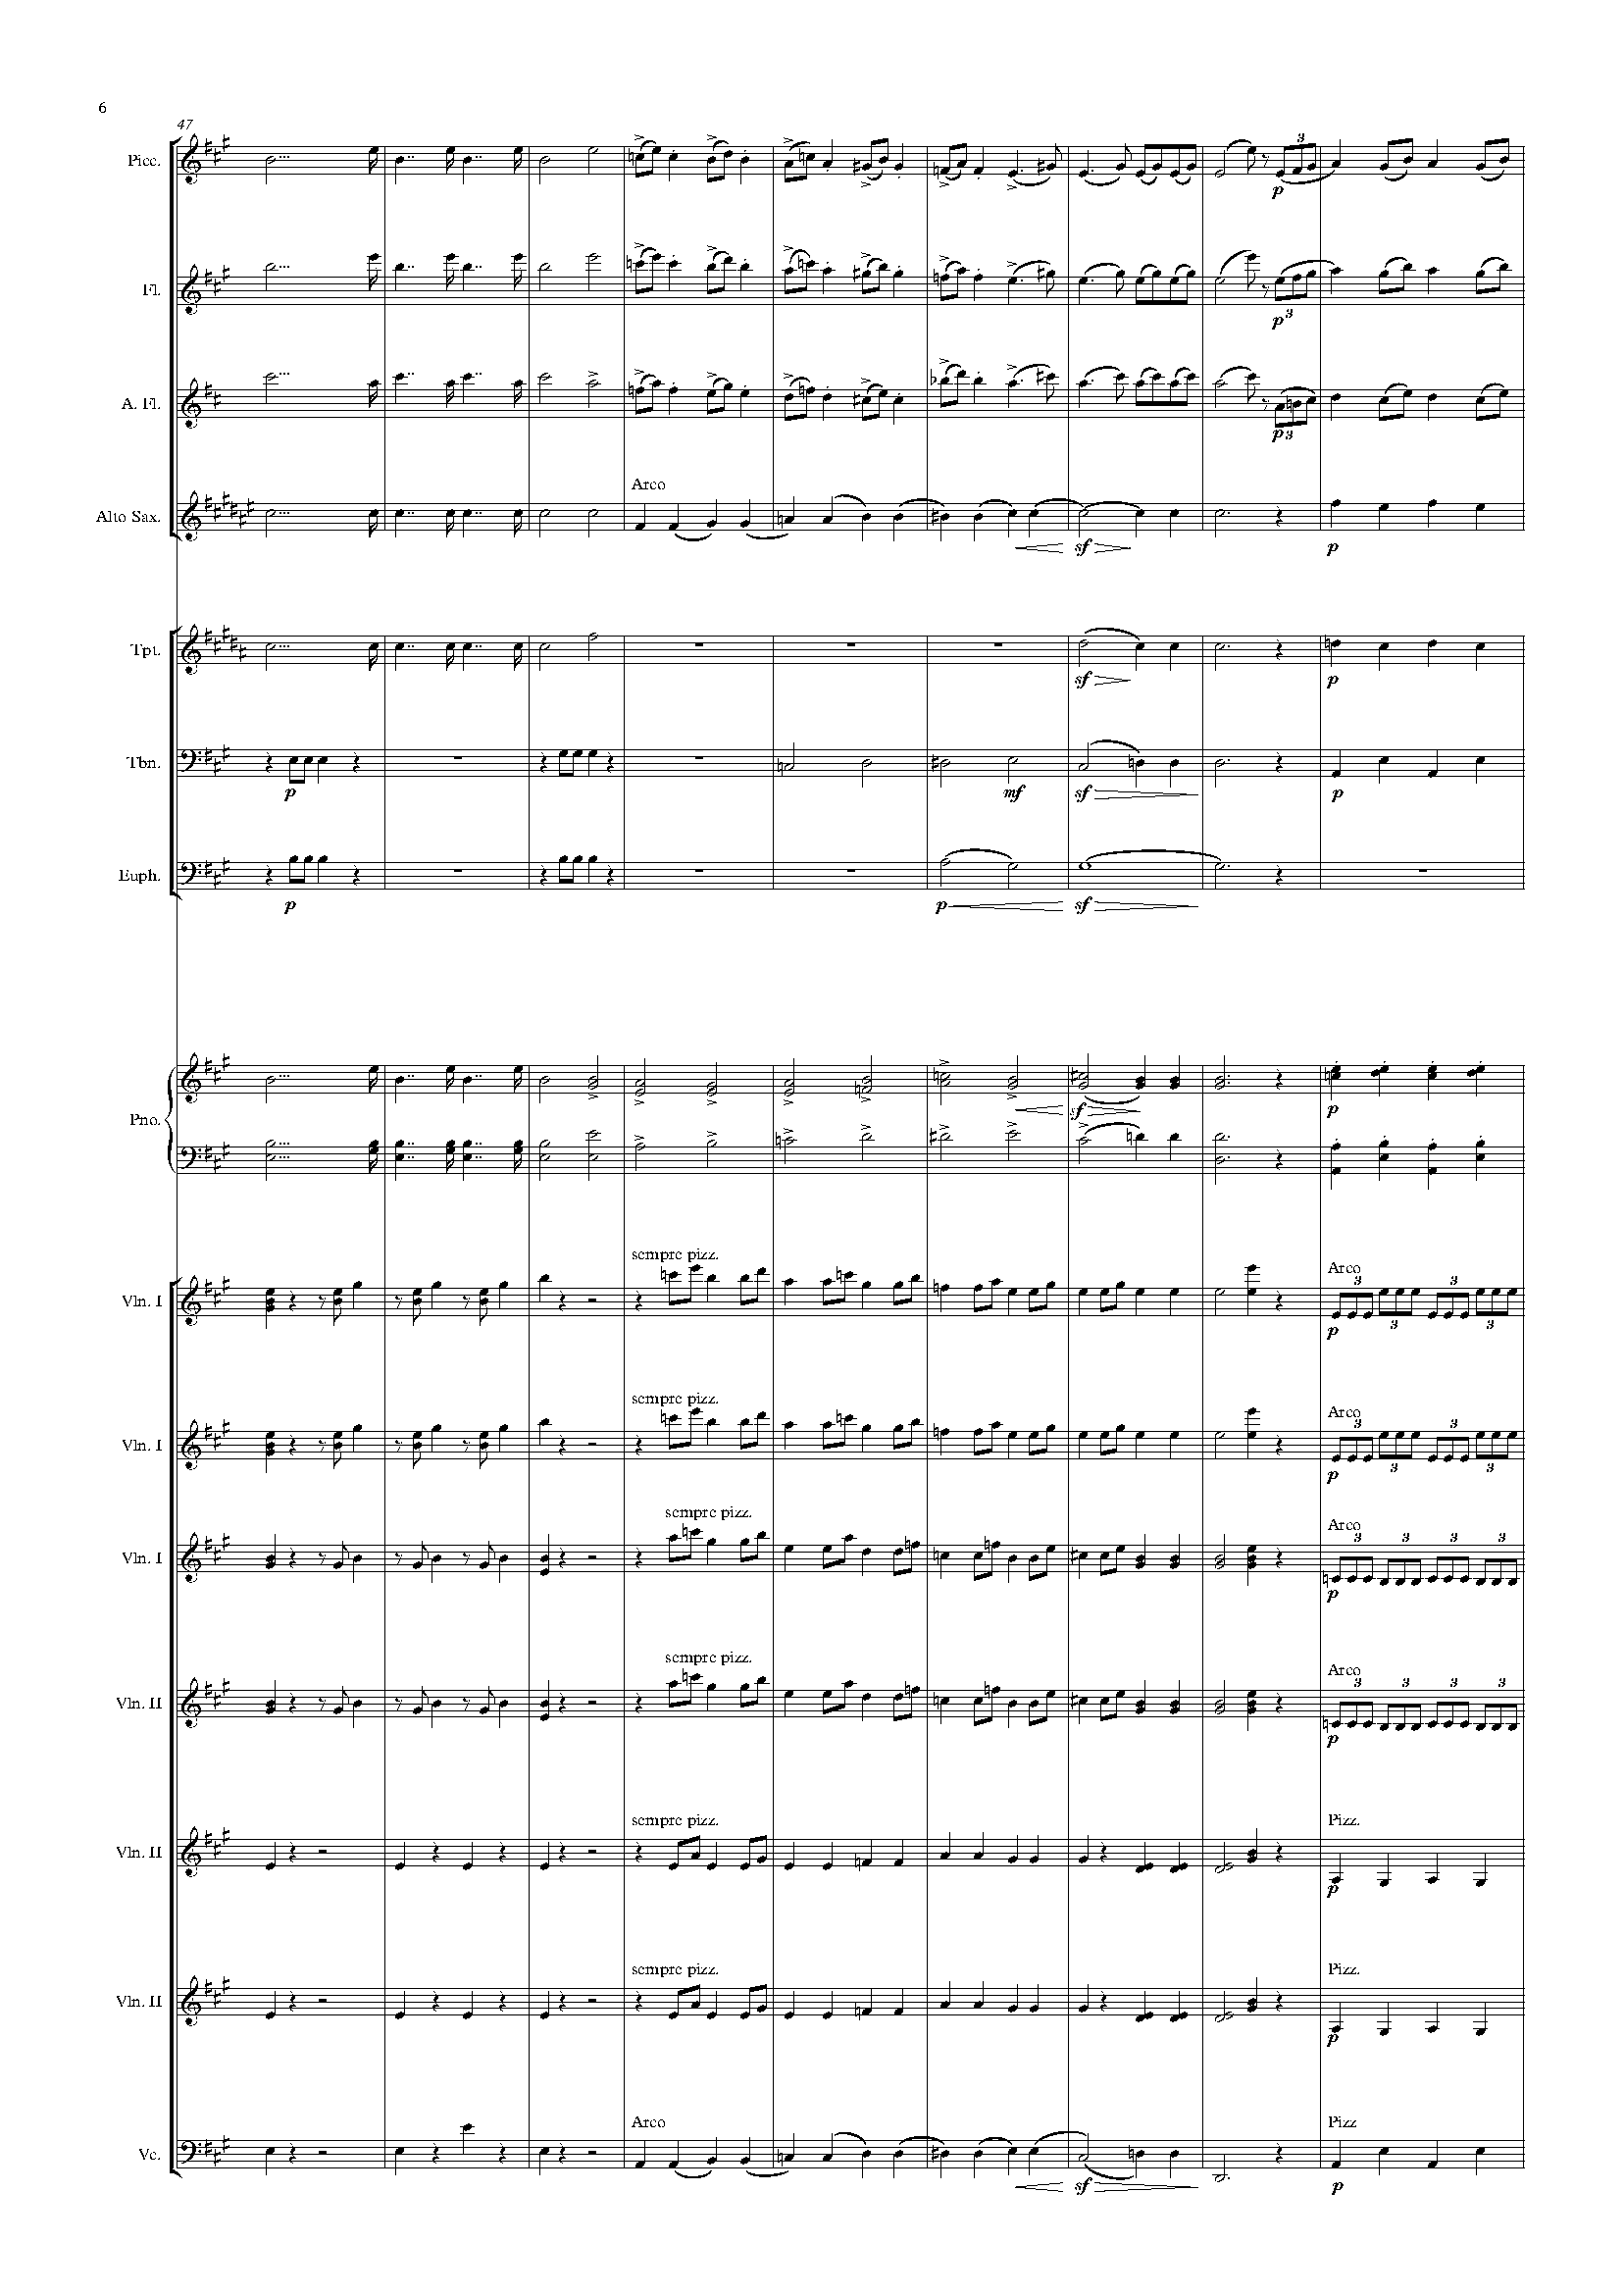 6
47
Picc.
3
p
Fl.
p 3
A. Fl.
p 3
Arco
Alto Sax.
sf
p
Tpt.
sf
p
Tbn.
p
mf
sf
p
Euph.
p
p
sf
Pno.
sf
p
sempre pizz.
Arco
Vln. I
3 3 3 3
p
sempre pizz.
Arco
Vln. I
3 3 3 3
p
sempre pizz.
Arco
Vln. I
3 3 3 3
p
sempre pizz.
Arco
Vln. II
3 3 3 3
p
sempre pizz.
Pizz.
Vln. II
p
sempre pizz.
Pizz.
Vln. II
p
Arco
Pizz
Vc.
sf
p